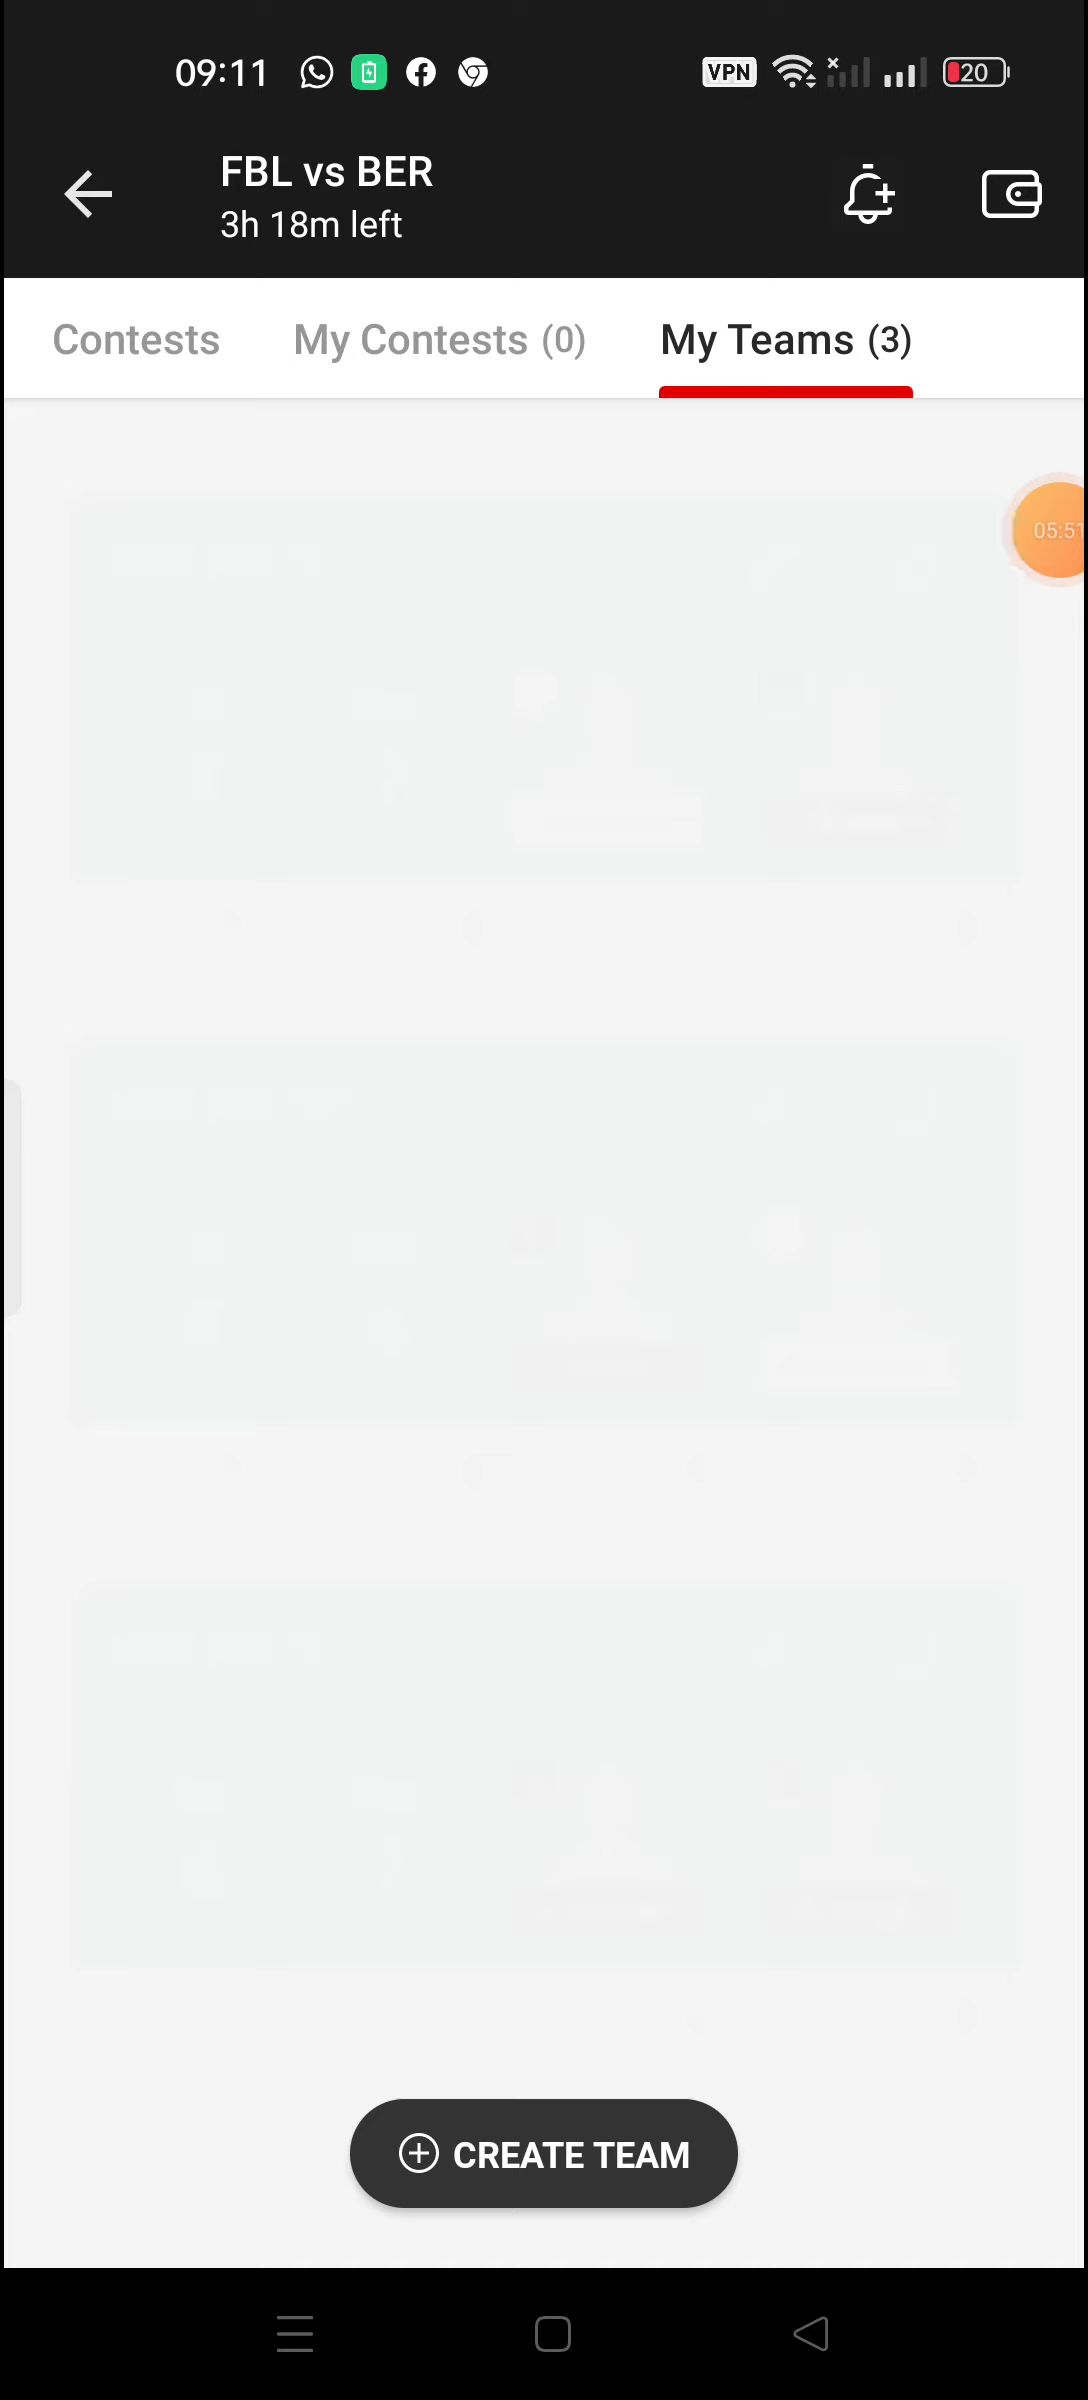 09:11
VPN
20
FBL vs BER
3h 18m left
Contests
My Contests (0)
My Teams (3)
05:51
CREATE TEAM